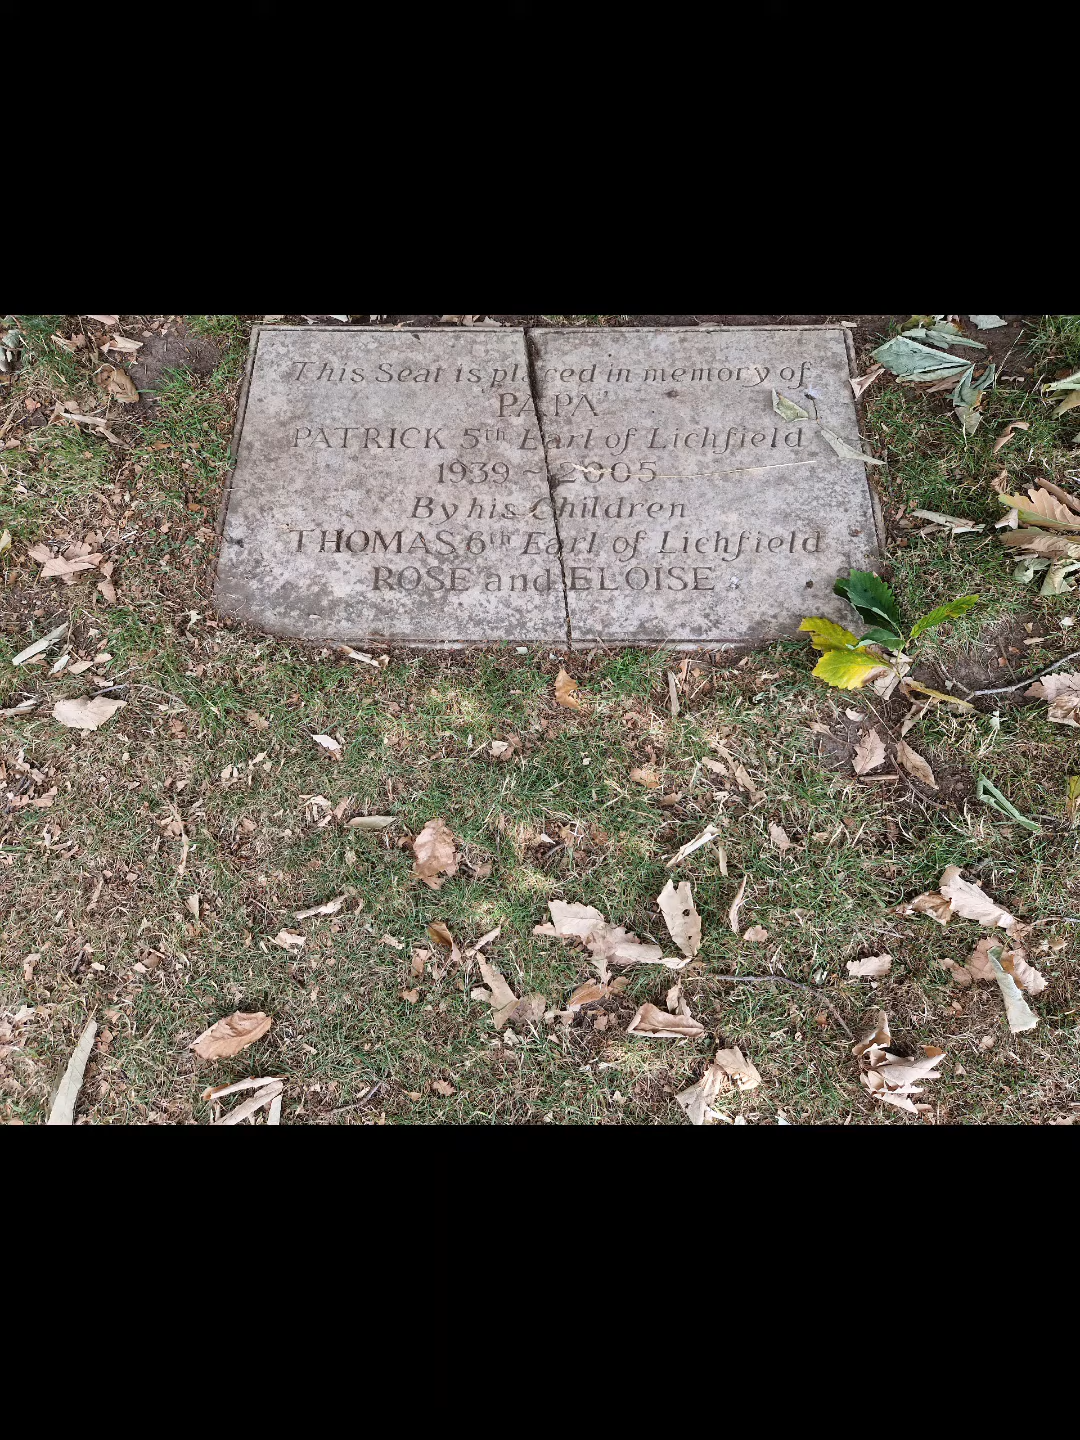 This Seat is placed in memory of
PAPA
PATRICK 5th Earl of Lichfield
1939 ~ 2005
By his Children
THOMAS 6th Earl of Lichfield
ROSE and ELOISE